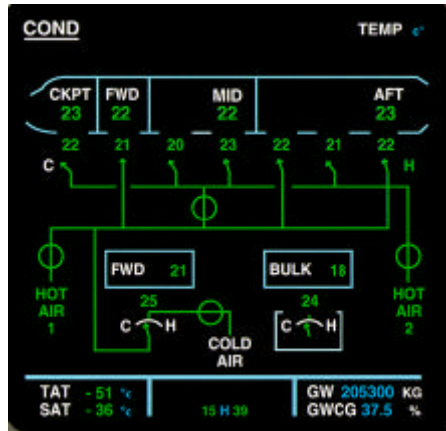 COND TEMP c°
CKPT FWD MID AFT
23 22 22 23
22 21 20 23 22 21 22
C H
FWD 21 BULK 18
HOT AIR 1 25 24 HOT AIR 2
C H C H
COLD AIR
TAT - 51 °c GW 205300 KG
SAT - 36 °c 15 H 39 GWCG 37.5 %